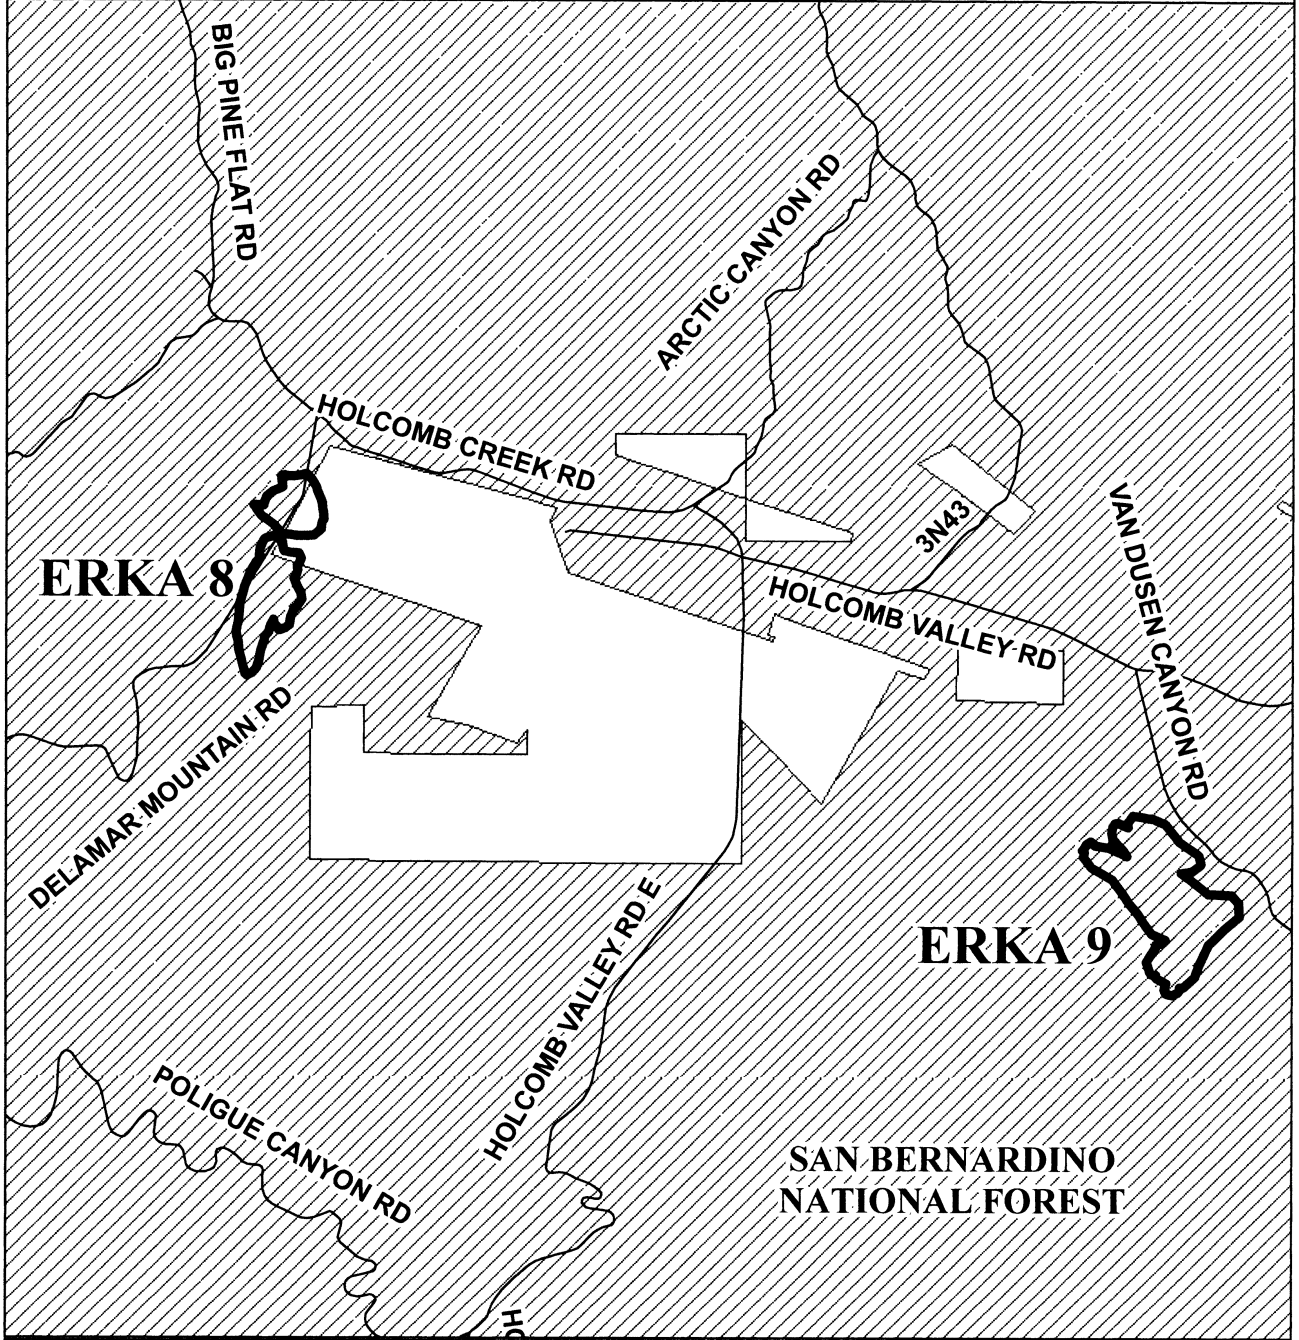 BIG PINE FLAT RD
ARCTIC CANYON RD
HOLCOMB CREEK RD
3N43
VAN DUSEN CANYON RD
ERKA 8
HOLCOMB VALLEY RD
DELAMAR MOUNTAIN RD
HOLCOMB VALLEY RD E
ERKA 9
POLIGUE CANYON RD
SAN BERNARDINO
NATIONAL FOREST
HO